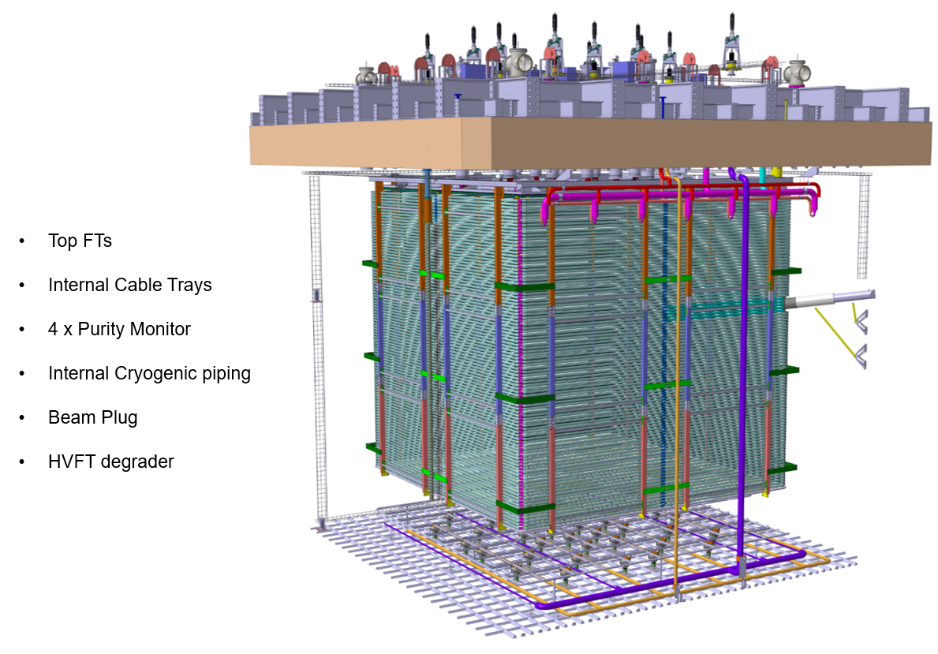 • Top FTs
• Internal Cable Trays
• 4 x Purity Monitor
• Internal Cryogenic piping
• Beam Plug
• HVFT degrader